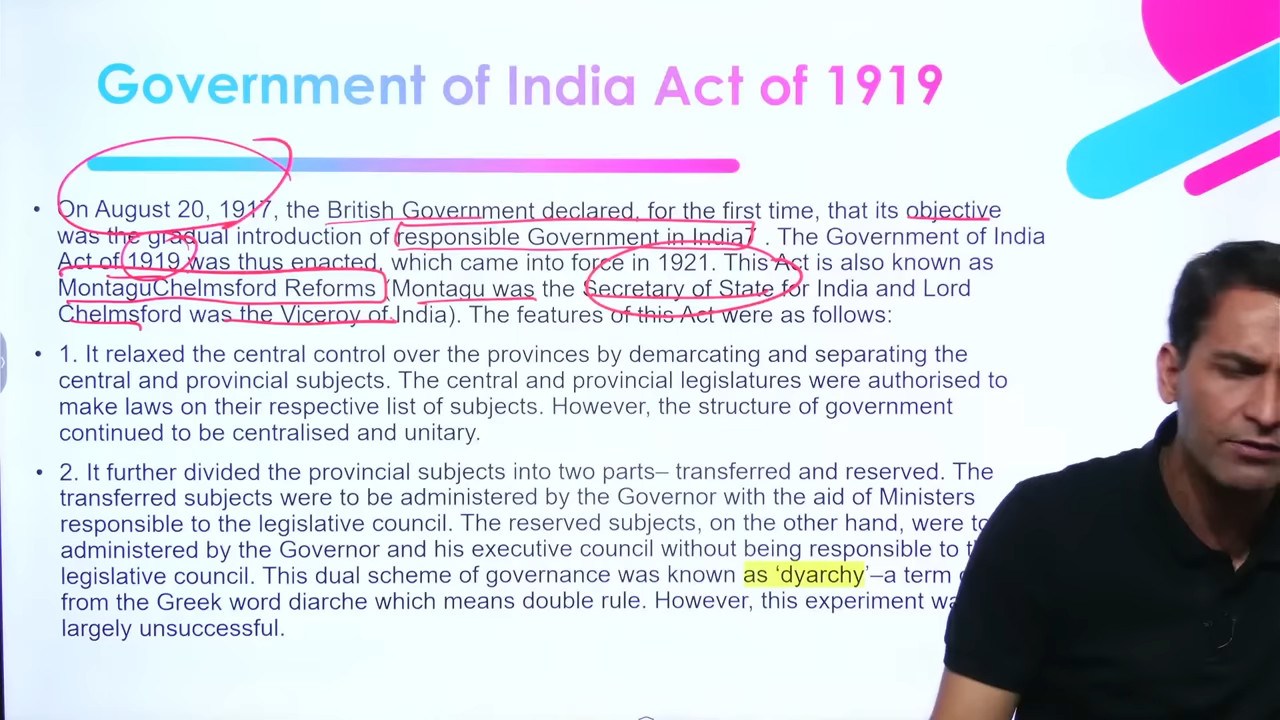 Government of India Act of 1919
• On August 20, 1917, the British Government declared, for the first time, that its objective
was the gradual introduction of responsible Government in India7 . The Government of India
Act of 1919 was thus enacted, which came into force in 1921. This Act is also known as
MontaguChelmsford Reforms (Montagu was the Secretary of State for India and Lord
Chelmsford was the Viceroy of India). The features of this Act were as follows:
• 1. It relaxed the central control over the provinces by demarcating and separating the
central and provincial subjects. The central and provincial legislatures were authorised to
make laws on their respective list of subjects. However, the structure of government
continued to be centralised and unitary.
• 2. It further divided the provincial subjects into two parts– transferred and reserved. The
transferred subjects were to be administered by the Governor with the aid of Ministers
responsible to the legislative council. The reserved subjects, on the other hand, were to
administered by the Governor and his executive council without being responsible to
legislative council. This dual scheme of governance was known as ‘dyarchy’–a term
from the Greek word diarche which means double rule. However, this experiment
largely unsuccessful.